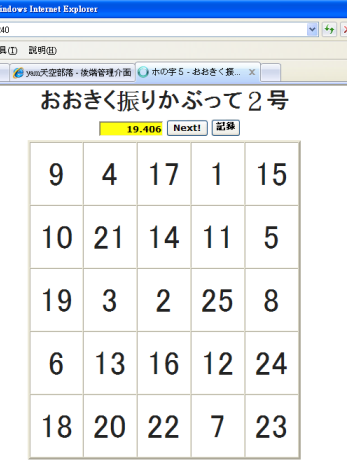 indows Internet Explorer
240
具(T) 説明(H)
yam天空部落 - 後端管理介面 ホの字5 - おおきく振...
おおきく振りかぶって2号
19.406 Next! 記錄
9 4 17 1 15
10 21 14 11 5
19 3 2 25 8
6 13 16 12 24
18 20 22 7 23